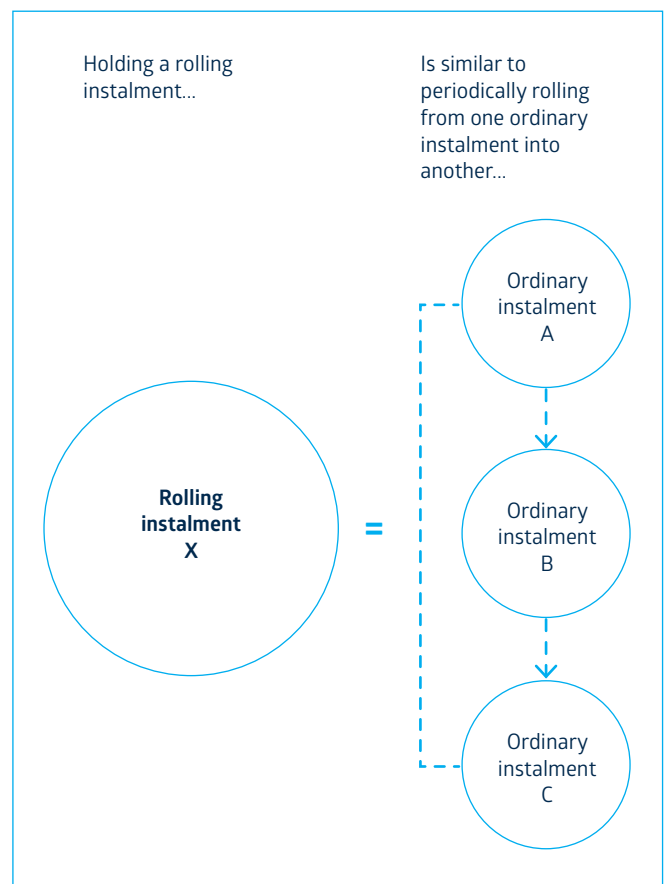 Holding a rolling
instalment...
Is similar to
periodically rolling
from one ordinary
instalment into
another...
Ordinary
instalment
A
Rolling
instalment
X
=
Ordinary
instalment
B
Ordinary
instalment
C